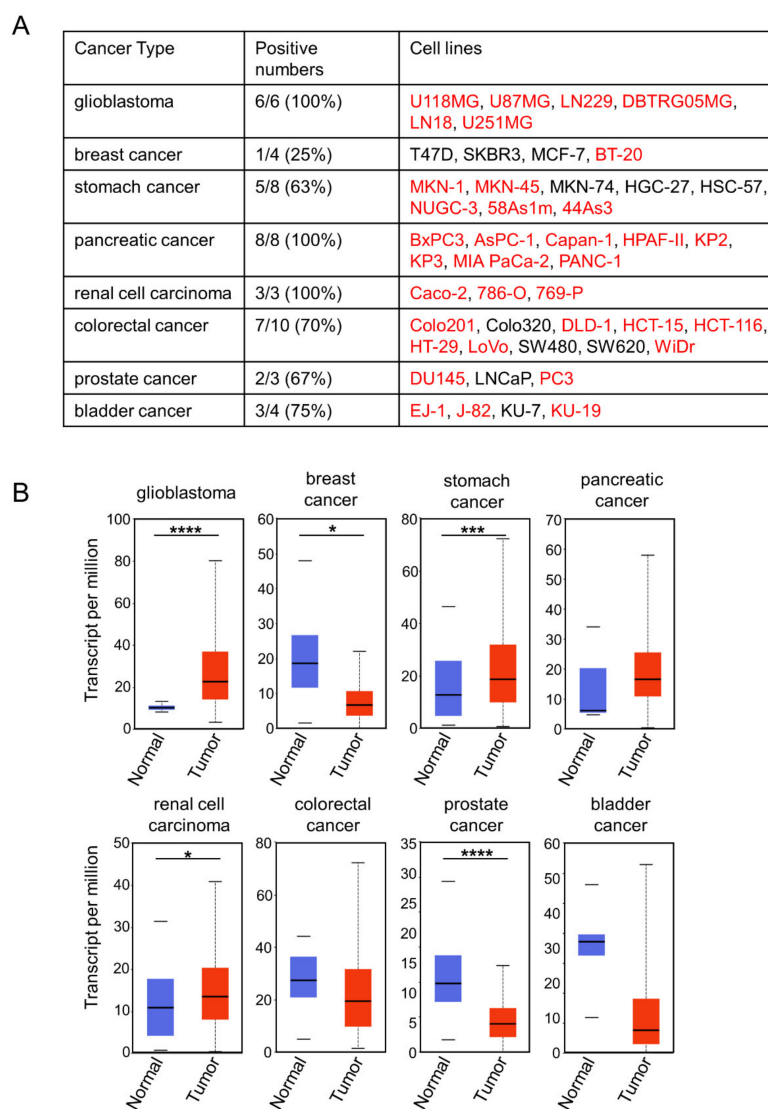 A
Cancer Type Positive numbers Cell lines
glioblastoma 6/6 (100%) U118MG, U87MG, LN229, DBTRG05MG,
LN18, U251MG
breast cancer 1/4 (25%) T47D, SKBR3, MCF-7, BT-20
stomach cancer 5/8 (63%) MKN-1, MKN-45, MKN-74, HGC-27, HSC-57,
NUGC-3, 58As1m, 44As3
pancreatic cancer 8/8 (100%) BxPC3, AsPC-1, Capan-1, HPAF-II, KP2,
KP3, MIA PaCa-2, PANC-1
renal cell carcinoma 3/3 (100%) Caco-2, 786-O, 769-P
colorectal cancer 7/10 (70%) Colo201, Colo320, DLD-1, HCT-15, HCT-116,
HT-29, LoVo, SW480, SW620, WiDr
prostate cancer 2/3 (67%) DU145, LNCaP, PC3
bladder cancer 3/4 (75%) EJ-1, J-82, KU-7, KU-19
B
glioblastoma
Transcript per million
100
80
60
40
20
0
****
Normal Tumor
breast
cancer
60
50
40
30
20
10
0
*
Normal Tumor
stomach
cancer
80
60
40
20
0
***
Normal Tumor
pancreatic
cancer
70
60
50
40
30
20
10
0
Normal Tumor
renal cell
carcinoma
Transcript per million
50
40
30
20
10
0
*
Normal Tumor
colorectal
cancer
80
60
40
20
0
Normal Tumor
prostate
cancer
35
30
25
20
15
10
5
0
****
Normal Tumor
bladder
cancer
60
50
40
30
30
20
10
0
Normal Tumor